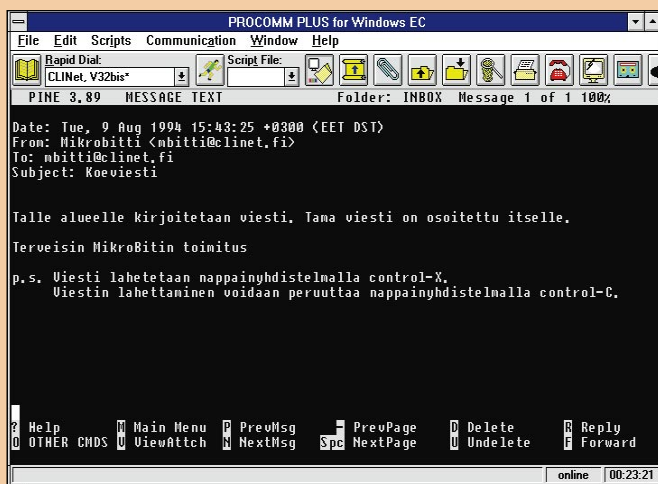 PROCOMM PLUS for Windows EC
File Edit Scripts Communication Window Help
Rapid Dial: Script File:
CLINet, V32bis*
PINE 3.89 MESSAGE TEXT Folder: INBOX Message 1 of 1 100%
Date: Tue, 9 Aug 1994 15:43:25 +0300 (EET DST)
From: Mikrobitti <mbitti@clinet.fi>
To: mbitti@clinet.fi
Subject: Koeviesti
Talle alueelle kirjoitetaan viesti. Tama viesti on osoitettu itselle.
Terveisin MikroBitin toimitus
p.s. Viesti lahetetaan nappainyhdistelmalla control-X.
Viestin lahettaminen voidaan peruuttaa nappainyhdistelmalla control-C.
? Help M Main Menu P PrevMsg - PrevPage D Delete R Reply
O OTHER CMDS V ViewAttch N NextMsg Spc NextPage U Undelete F Forward
online 00:23:21